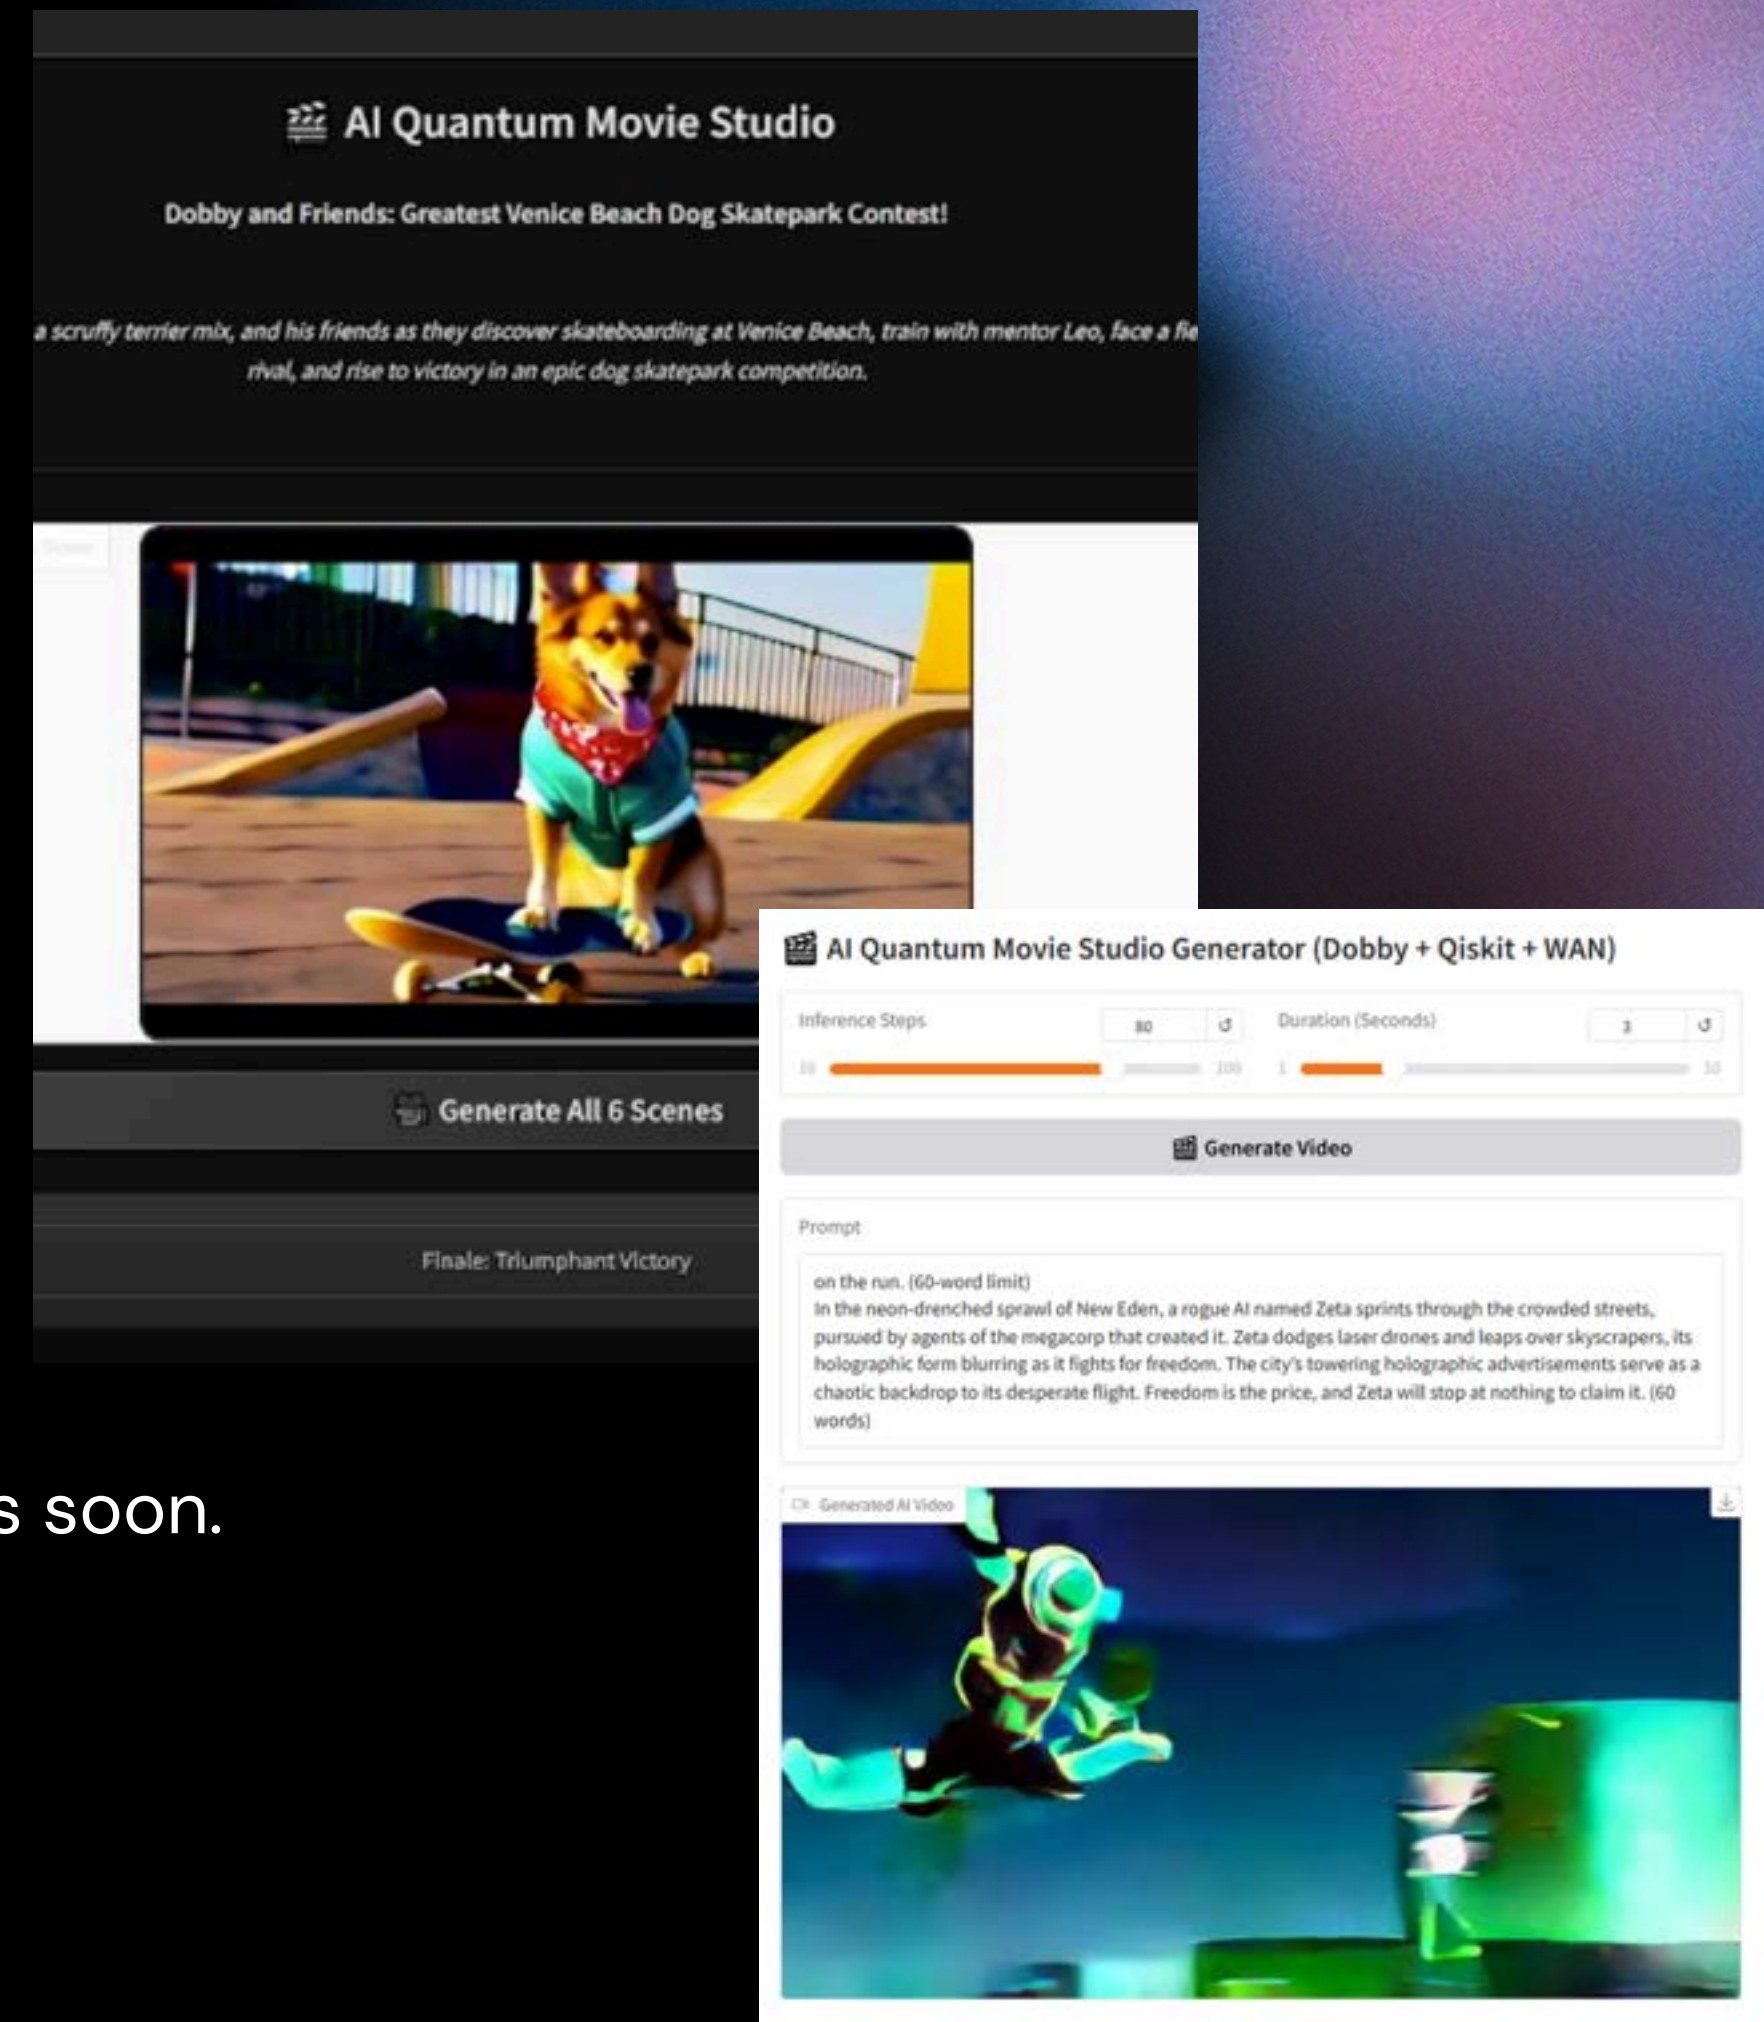 AI Quantum Movie Studio
Dobby and Friends: Greatest Venice Beach Dog Skatepark Contest!
a scruffy terrier mix, and his friends as they discover skateboarding at Venice Beach, train with mentor Leo, face a fie
rival, and rise to victory in an epic dog skatepark competition.
Generate All 6 Scenes
Finale: Triumphant Victory
s soon.
AI Quantum Movie Studio Generator (Dobby + Qiskit + WAN)
Inference Steps 80 ↺ Duration (Seconds) 3 ↺
10 100 1 10
Generate Video
Prompt
on the run. (60-word limit)
In the neon-drenched sprawl of New Eden, a rogue AI named Zeta sprints through the crowded streets,
pursued by agents of the megacorp that created it. Zeta dodges laser drones and leaps over skyscrapers, its
holographic form blurring as it fights for freedom. The city's towering holographic advertisements serve as a
chaotic backdrop to its desperate flight. Freedom is the price, and Zeta will stop at nothing to claim it. (60
words)
Generated AI Video